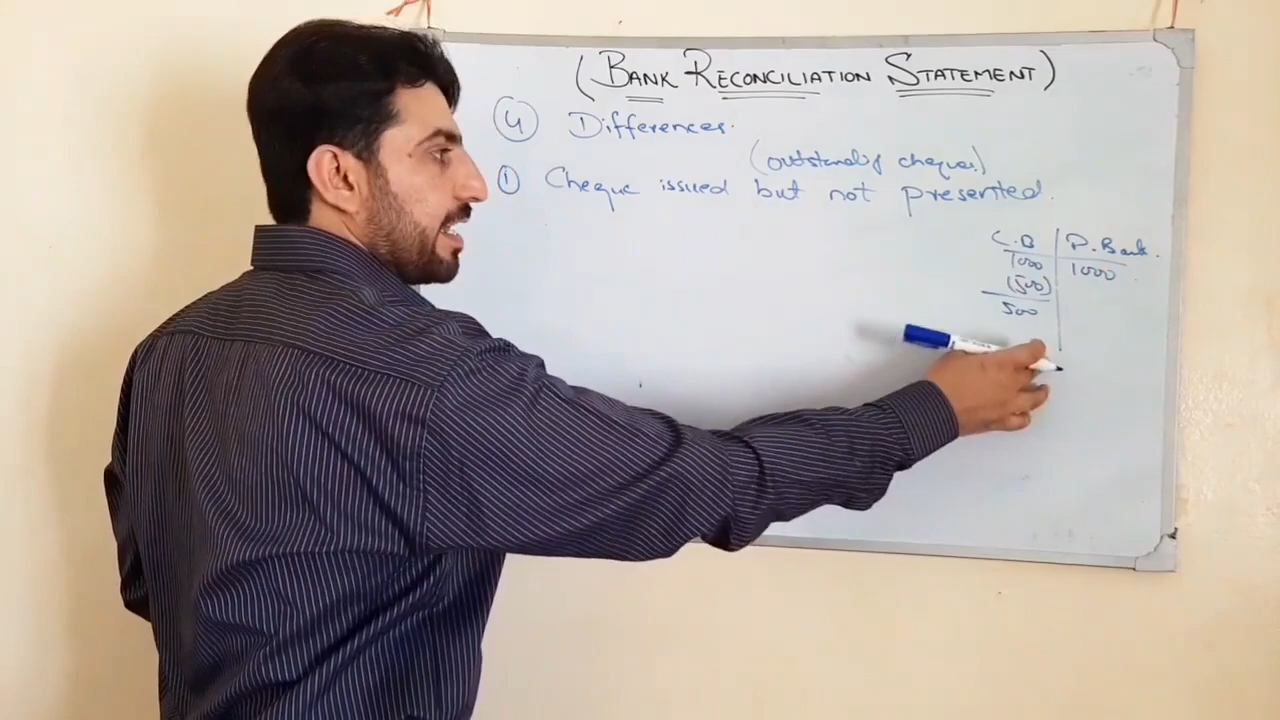 (BANK RECONCILIATION STATEMENT)
4 Differences.
(outstanding cheques)
1 Cheque issued but not presented.
C.B P.Bank.
1000 1000
(500)
500